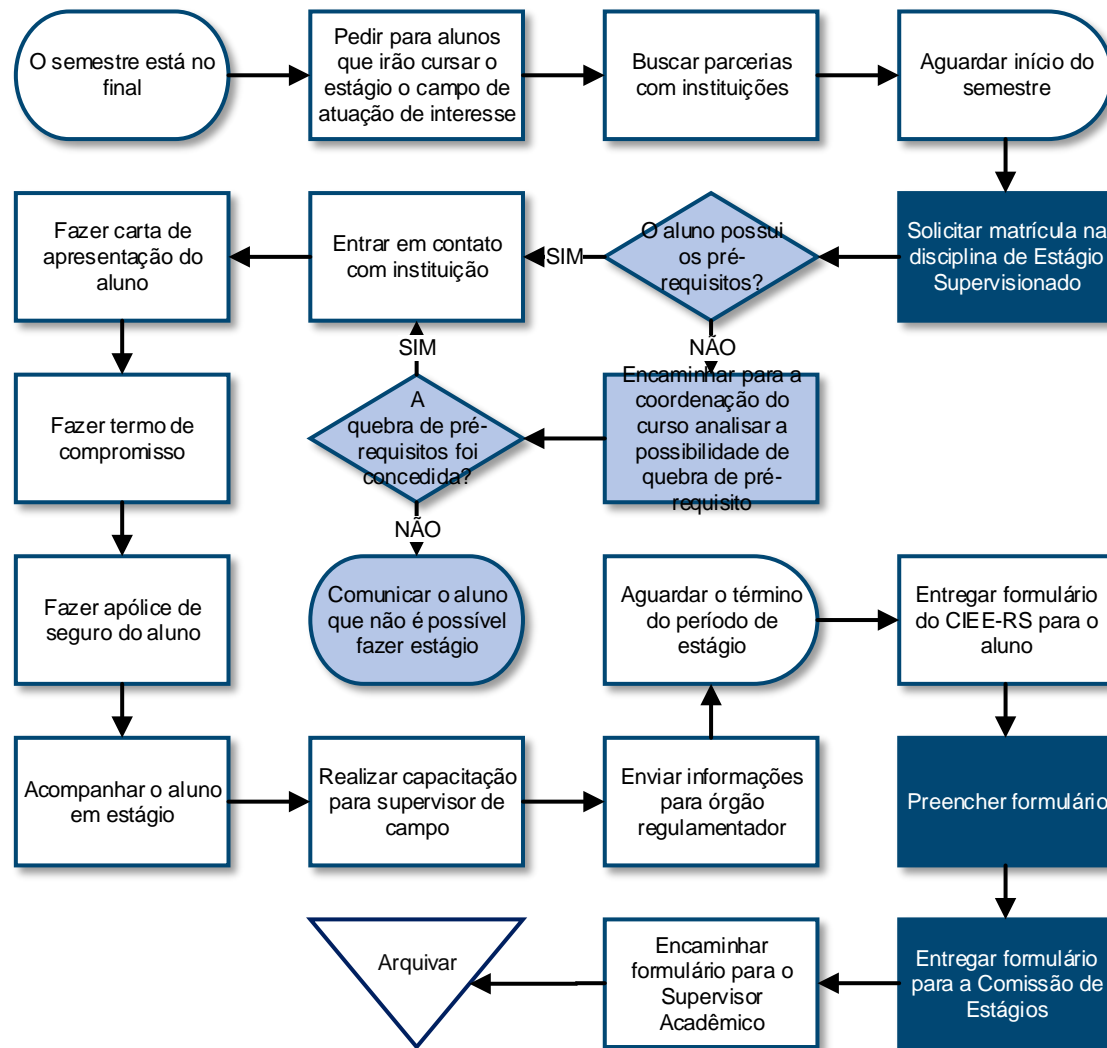 O semestre está no
final
Pedir para alunos
que irão cursar o
estágio o campo de
atuação de interesse
Buscar parcerias
com instituições
Aguardar início do
semestre
Solicitar matrícula na
disciplina de Estágio
Supervisionado
O aluno possui
os pré-
requisitos?
SIM
Entrar em contato
com instituição
Fazer carta de
apresentação do
aluno
NÃO
Encaminhar para a
coordenação do
curso analisar a
possibilidade de
quebra de pré-
requisito
SIM
A
quebra de pré-
requisitos foi
concedida?
NÃO
Comunicar o aluno
que não é possível
fazer estágio
Fazer termo de
compromisso
Fazer apólice de
seguro do aluno
Acompanhar o aluno
em estágio
Realizar capacitação
para supervisor de
campo
Enviar informações
para órgão
regulamentador
Aguardar o término
do período de
estágio
Entregar formulário
do CIEE-RS para o
aluno
Preencher formulário
Entregar formulário
para a Comissão de
Estágios
Encaminhar
formulário para o
Supervisor
Acadêmico
Arquivar